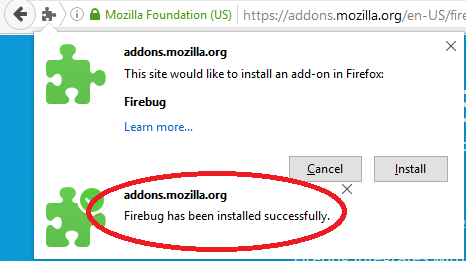 Mozilla Foundation (US)
https://addons.mozilla.org/en-US/fire
addons.mozilla.org
This site would like to install an add-on in Firefox:
Firebug
Learn more...
Cancel
Install
addons.mozilla.org
Firebug has been installed successfully.